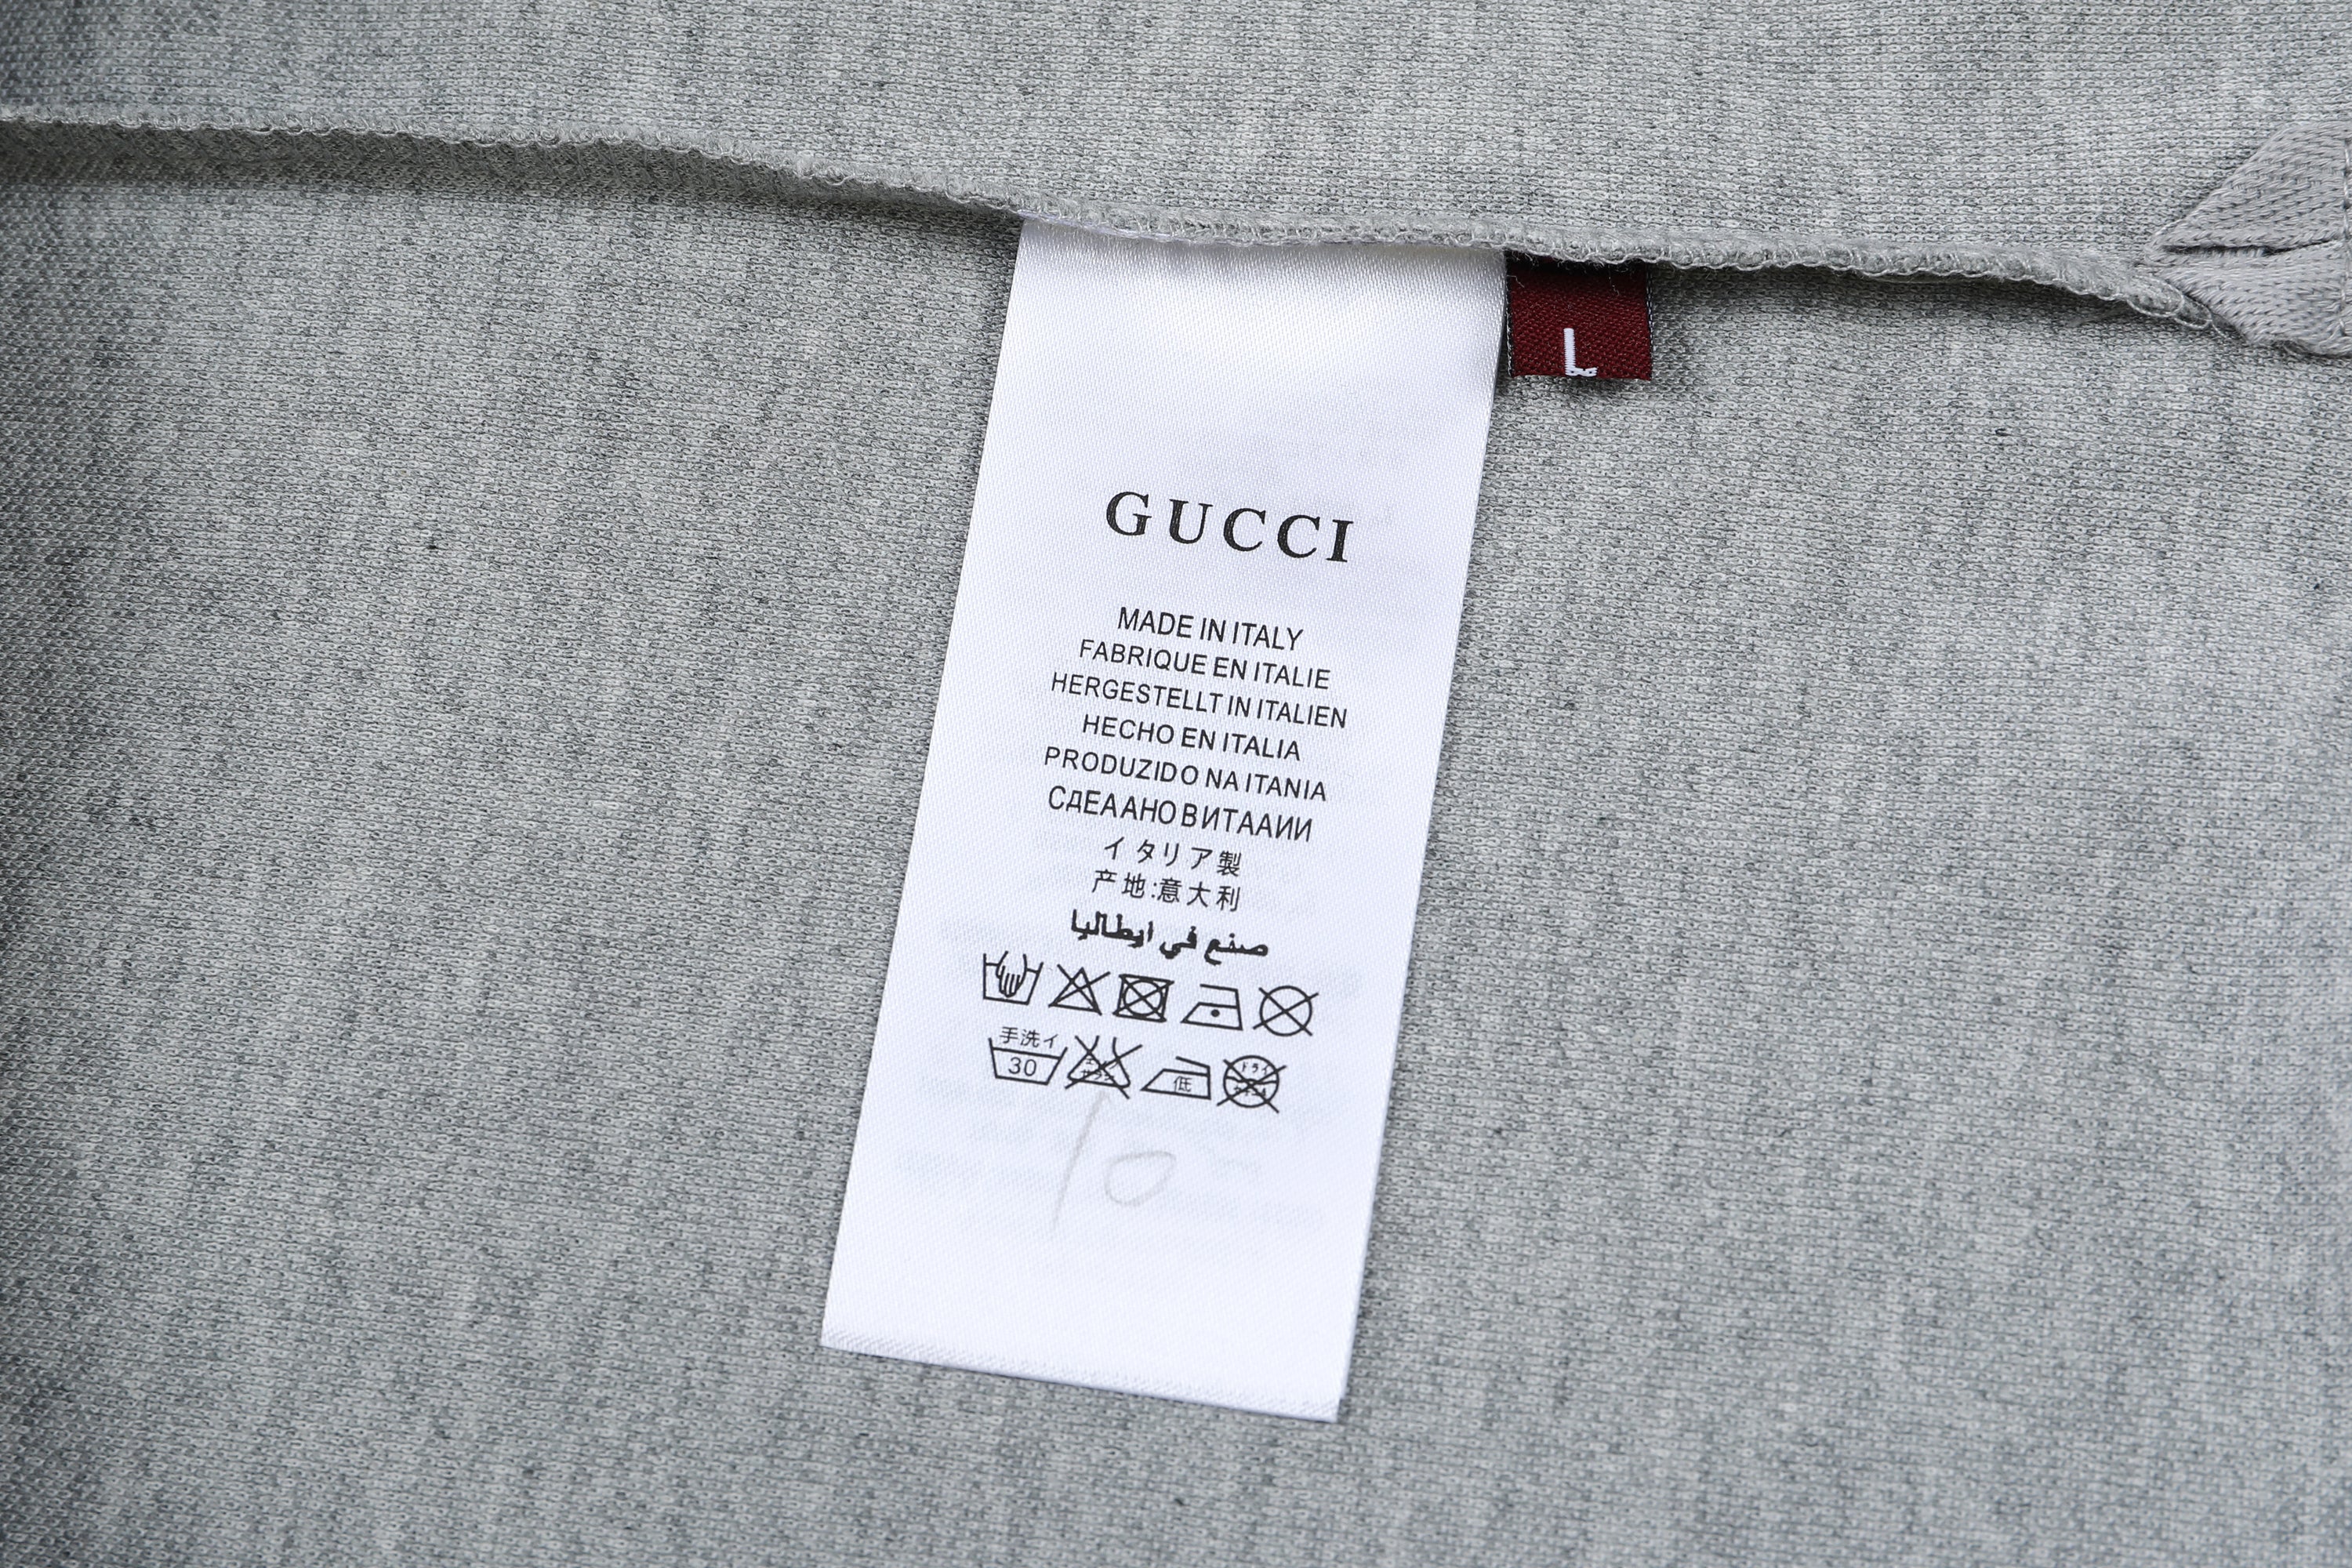 L
GUCCI
MADE IN ITALY
FABRIQUE EN ITALIE
HERGESTELLT IN ITALIEN
HECHO EN ITALIA
PRODUZIDO NA ITANIA
СДЕААНО В ИТААИИ
イタリア製
产地:意大利
صنع في ايطاليا
手洗イ
30
低
10